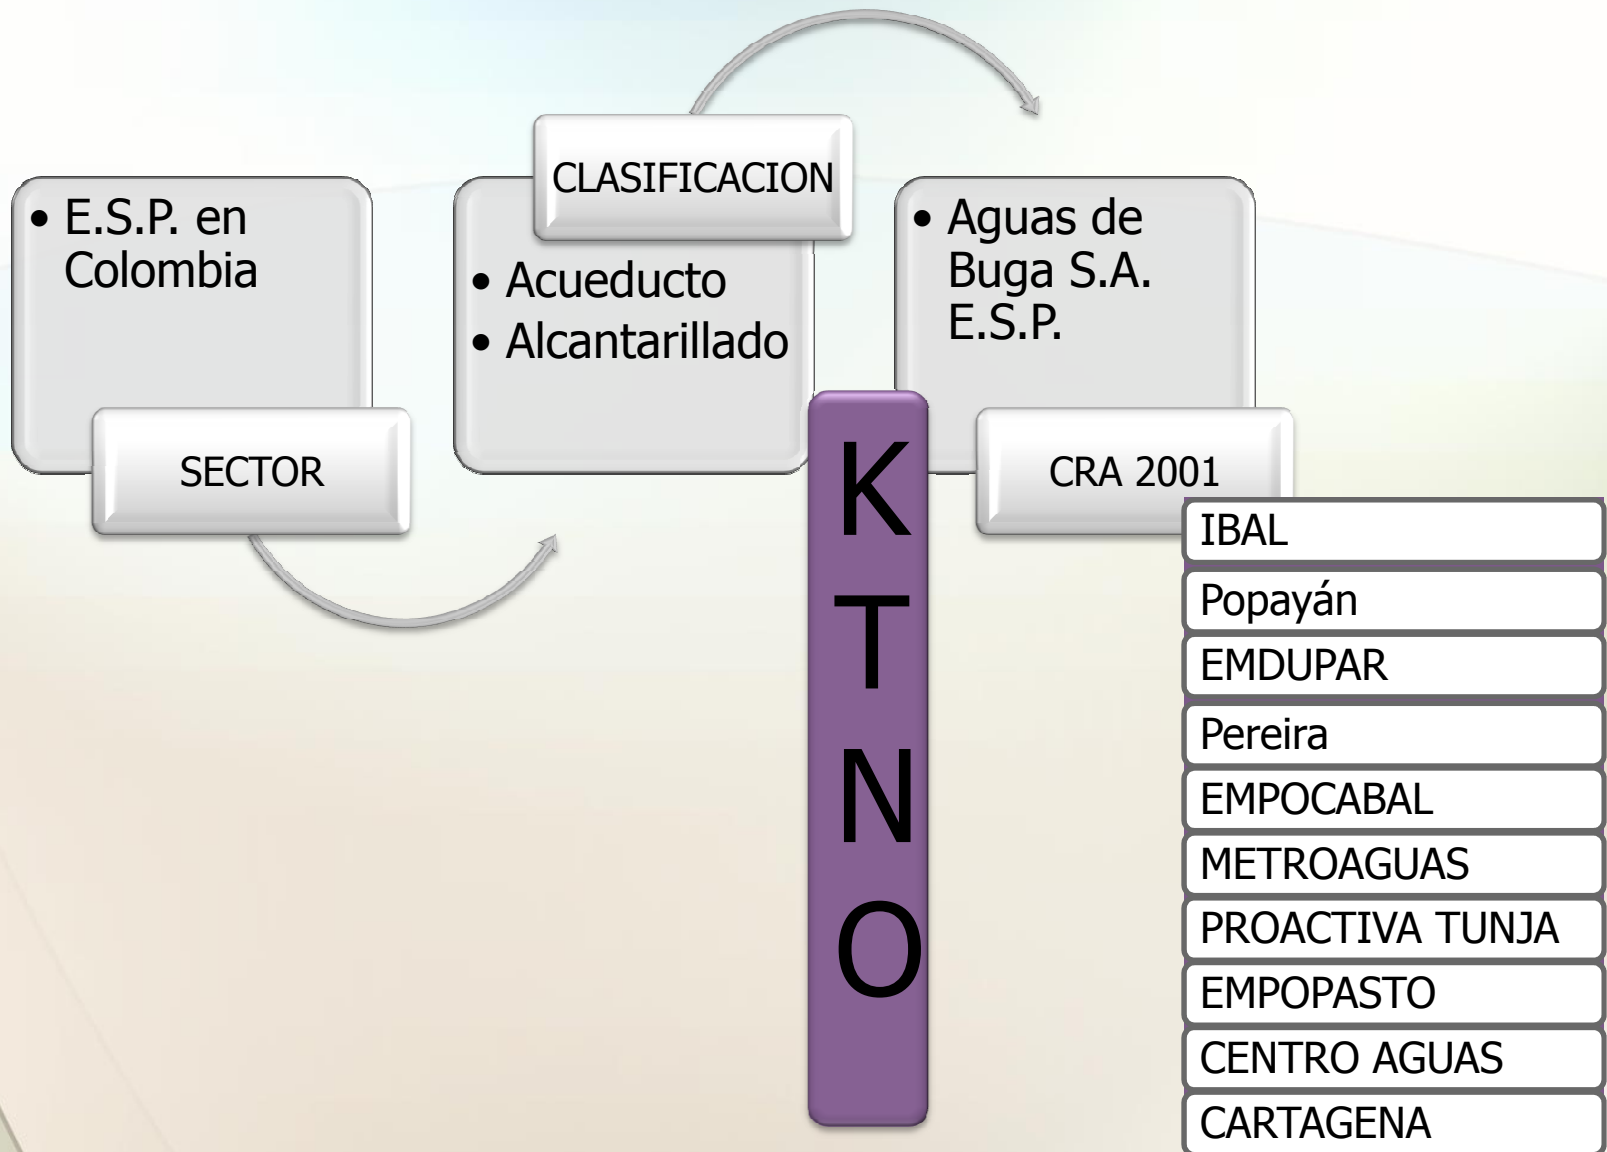 • E.S.P. en
Colombia
SECTOR
CLASIFICACION
• Acueducto
• Alcantarillado
• Aguas de
Buga S.A.
E.S.P.
CRA 2001
K
T
N
O
IBAL
Popayán
EMDUPAR
Pereira
EMPOCABAL
METROAGUAS
PROACTIVA TUNJA
EMPOPASTO
CENTRO AGUAS
CARTAGENA